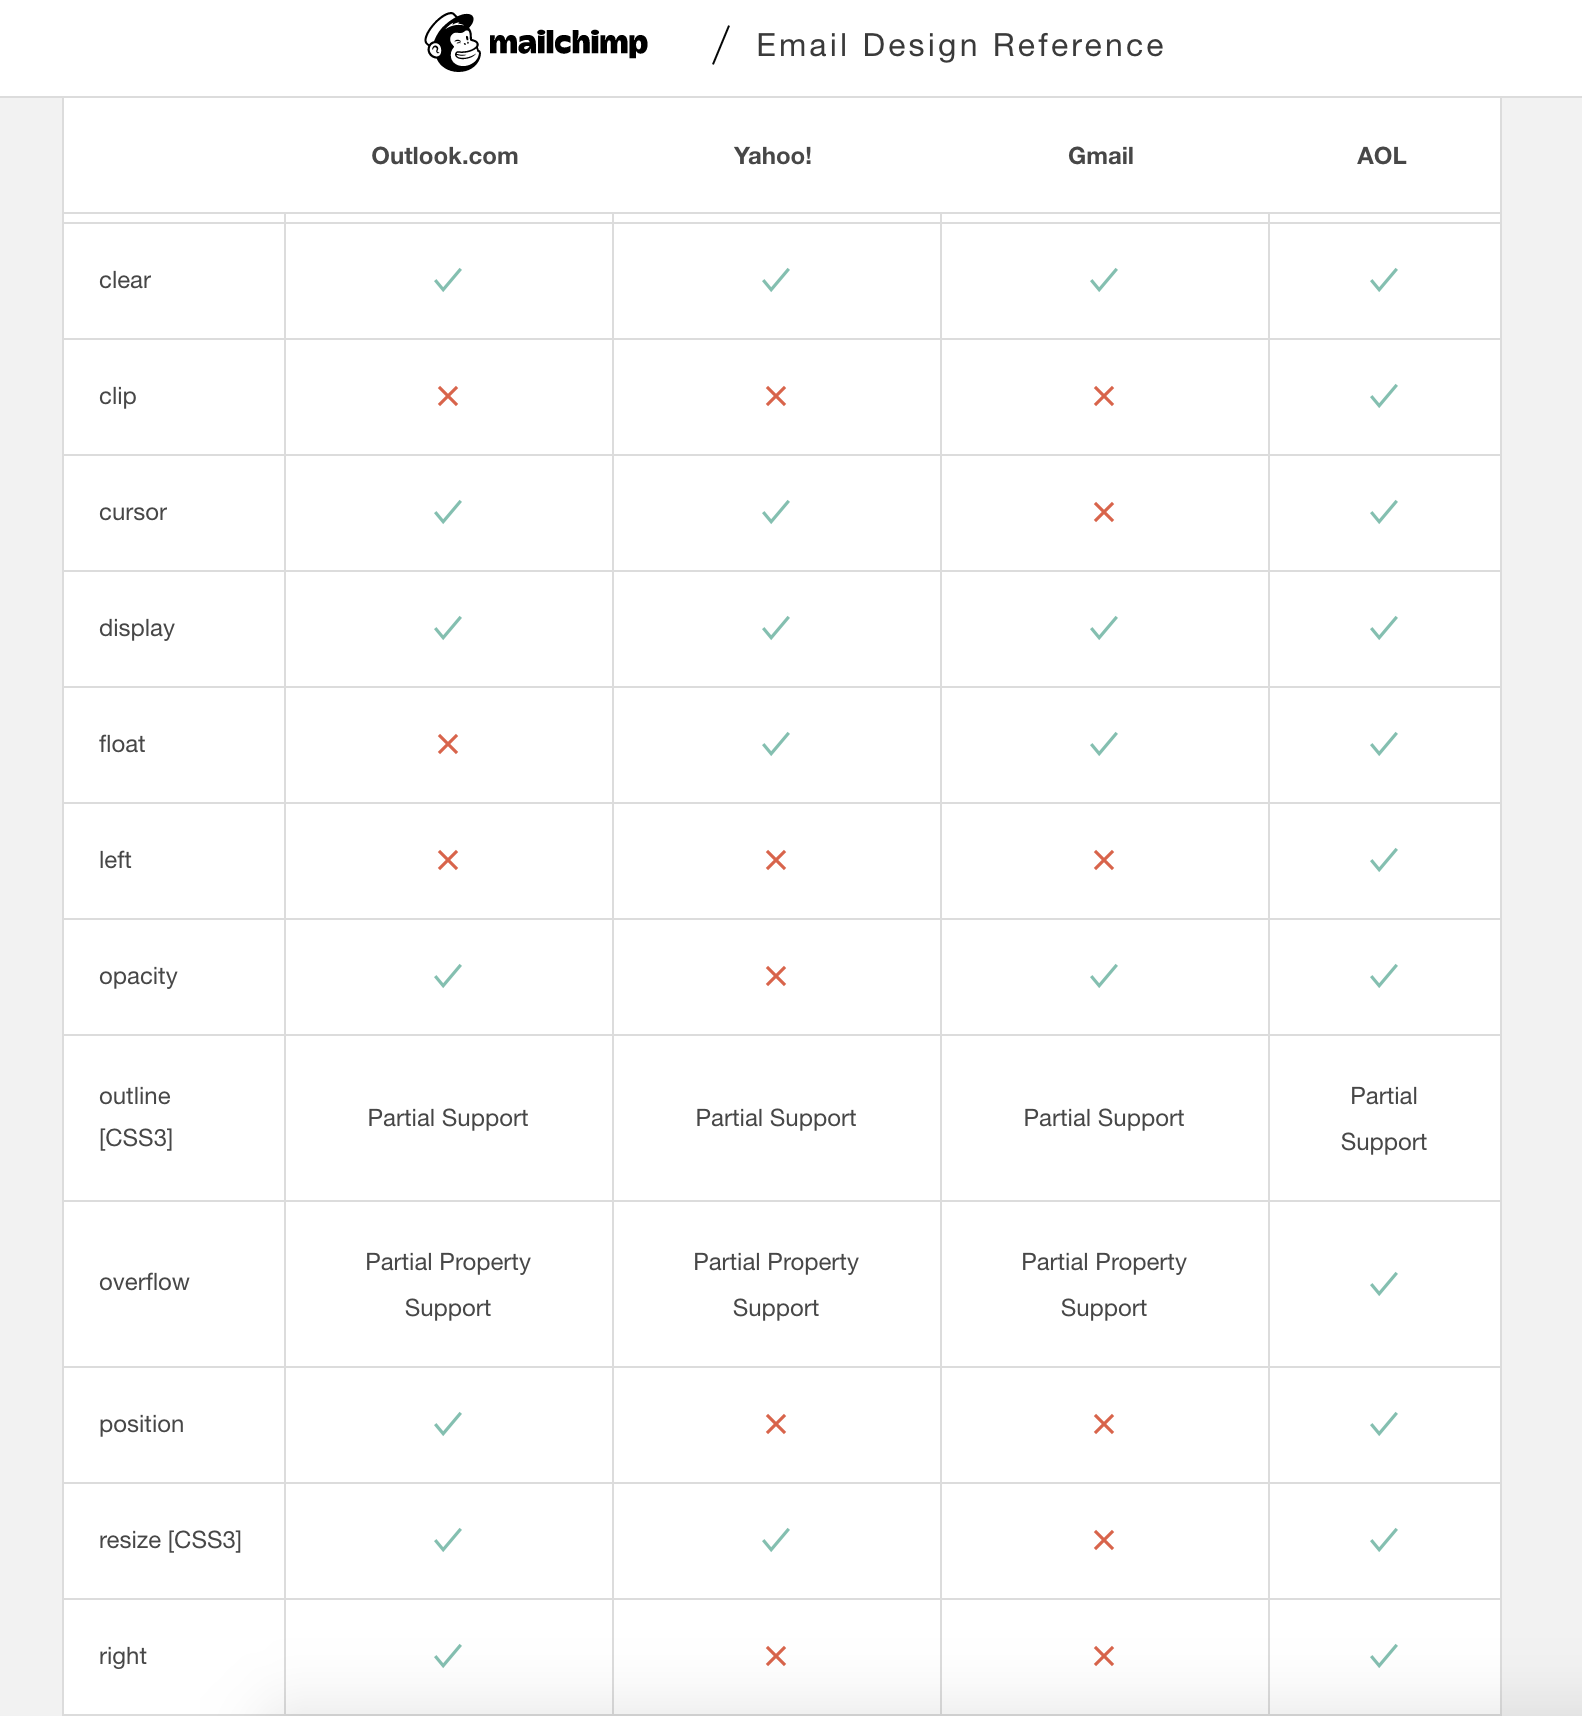 mailchimp / Email Design Reference
Outlook.com Yahoo! Gmail AOL
clear
clip
cursor
display
float
left
opacity
outline
[CSS3]
Partial Support Partial Support Partial Support Partial
Support
overflow
Partial Property Partial Property Partial Property
Support Support Support
position
resize [CSS3]
right